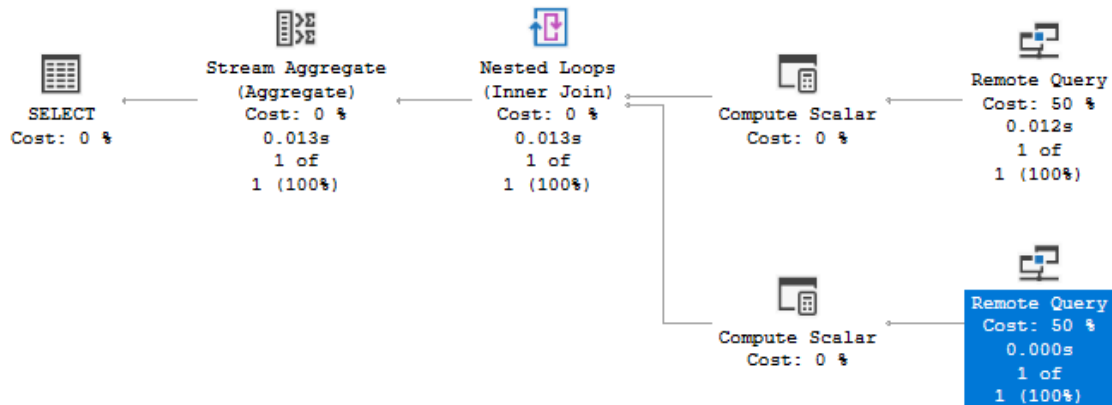 SELECT
Cost: 0 %
Stream Aggregate
(Aggregate)
Cost: 0 %
0.013s
1 of
1 (100%)
Nested Loops
(Inner Join)
Cost: 0 %
0.013s
1 of
1 (100%)
Compute Scalar
Cost: 0 %
Remote Query
Cost: 50 %
0.012s
1 of
1 (100%)
Compute Scalar
Cost: 0 %
Remote Query
Cost: 50 %
0.000s
1 of
1 (100%)